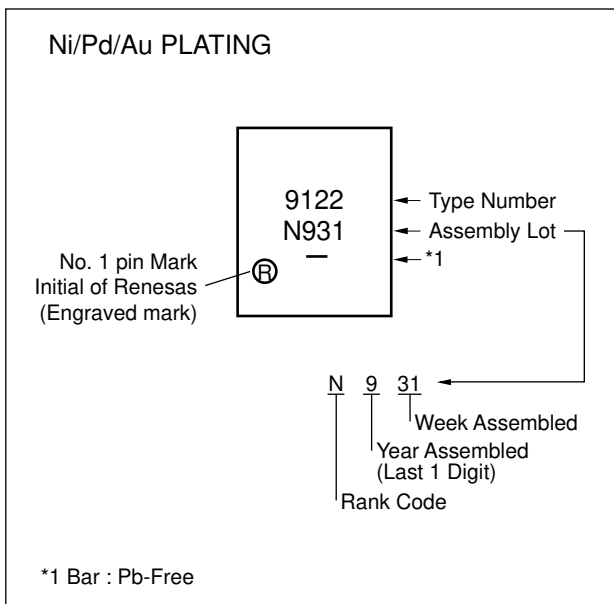 Ni/Pd/Au PLATING
9122
N931
Type Number
Assembly Lot
*1
No. 1 pin Mark
Initial of Renesas
(Engraved mark)
R
N 9 31
Week Assembled
Year Assembled
(Last 1 Digit)
Rank Code
*1 Bar : Pb-Free